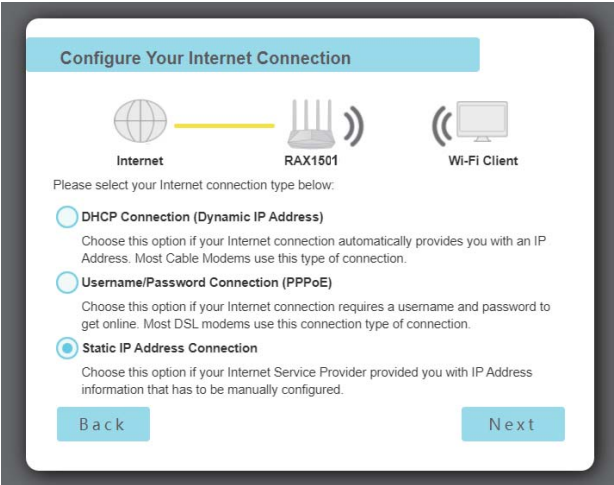 Configure Your Internet Connection
Internet
RAX1501
Wi-Fi Client
Please select your Internet connection type below:
DHCP Connection (Dynamic IP Address)
Choose this option if your Internet connection automatically provides you with an IP
Address. Most Cable Modems use this type of connection.
Username/Password Connection (PPPoE)
Choose this option if your Internet connection requires a username and password to
get online. Most DSL modems use this connection type of connection.
Static IP Address Connection
Choose this option if your Internet Service Provider provided you with IP Address
information that has to be manually configured.
Back
Next